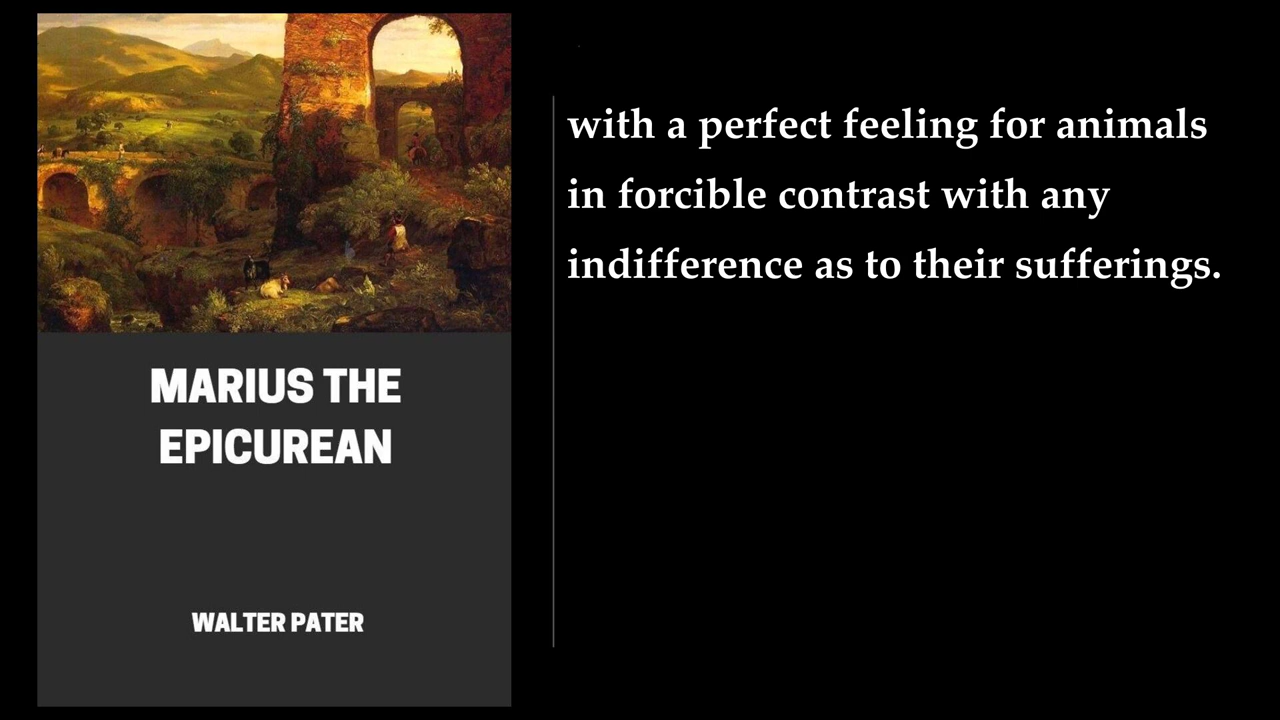 MARIUS THE
EPICUREAN
WALTER PATER
with a perfect feeling for animals
in forcible contrast with any
indifference as to their sufferings.